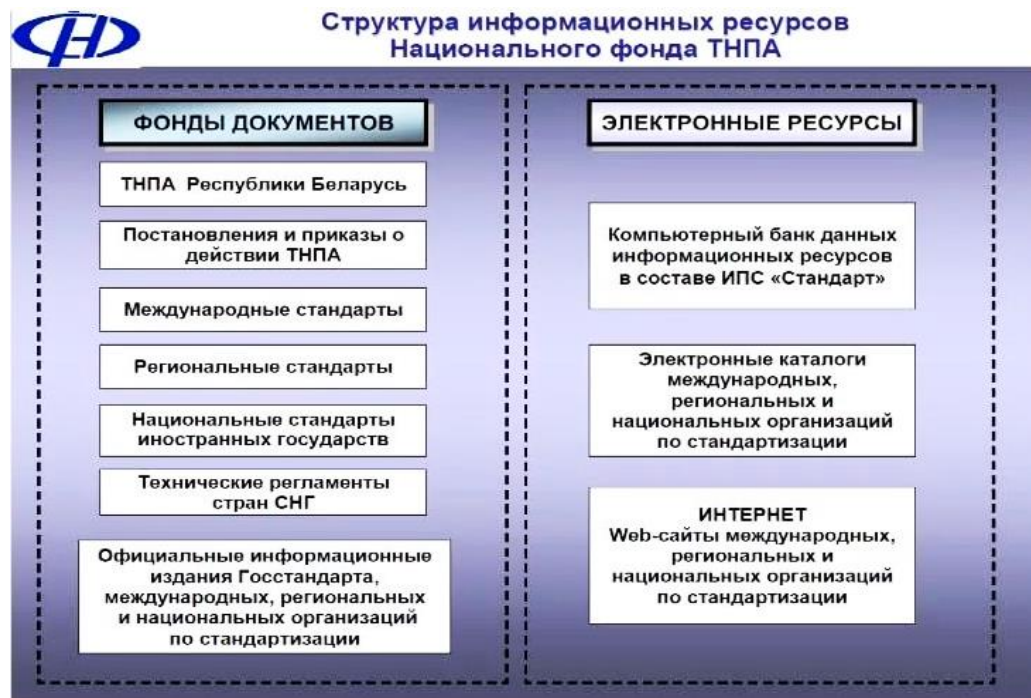 Структура информационных ресурсов
Национального фонда ТНПА
ФОНДЫ ДОКУМЕНТОВ
ТНПА Республики Беларусь
Постановления и приказы о
действии ТНПА
Международные стандарты
Региональные стандарты
Национальные стандарты
иностранных государств
Технические регламенты
стран СНГ
Официальные информационные
издания Госстандарта,
международных, региональных
и национальных организаций
по стандартизации
ЭЛЕКТРОННЫЕ РЕСУРСЫ
Компьютерный банк данных
информационных ресурсов
в составе ИПС «Стандарт»
Электронные каталоги
международных,
региональных и
национальных организаций
по стандартизации
ИНТЕРНЕТ
Web-сайты международных,
региональных и
национальных организаций
по стандартизации